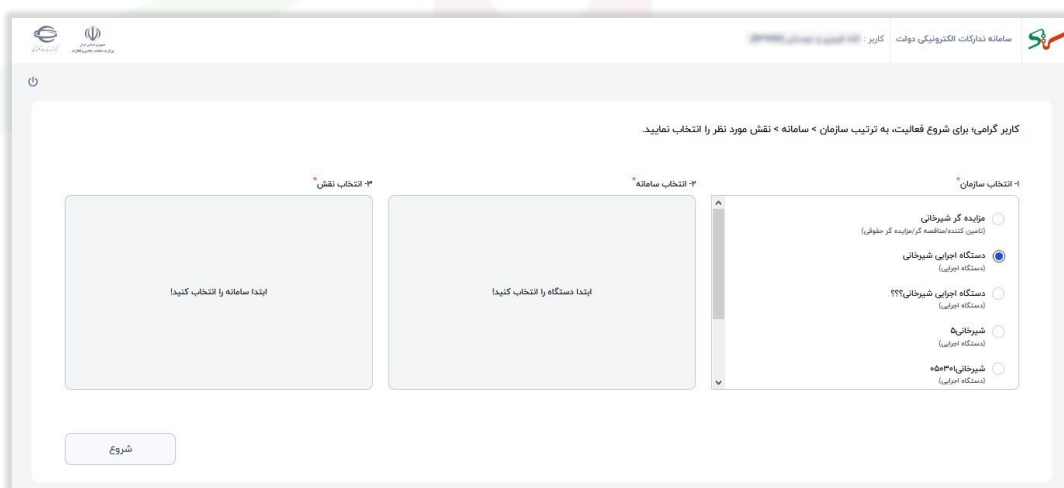 سامانه تدارکات الکترونیکی دولت
کاربر :
کاربر گرامی؛ برای شروع فعالیت، به ترتیب سازمان > سامانه > نقش مورد نظر را انتخاب نمایید.
۱- انتخاب سازمان*
مزایده گر شیرخانی
(تامین کننده/مناقصه گر/مزایده گر حقوقی)
دستگاه اجرایی شیرخانی
(دستگاه اجرایی)
دستگاه اجرایی شیرخانی؟؟؟
(دستگاه اجرایی)
شیرخانی۵
(دستگاه اجرایی)
شیرخانی۰۵۰۳۰۱
(دستگاه اجرایی)
۲- انتخاب سامانه*
ابتدا دستگاه را انتخاب کنید!
۳- انتخاب نقش*
ابتدا سامانه را انتخاب کنید!
شروع